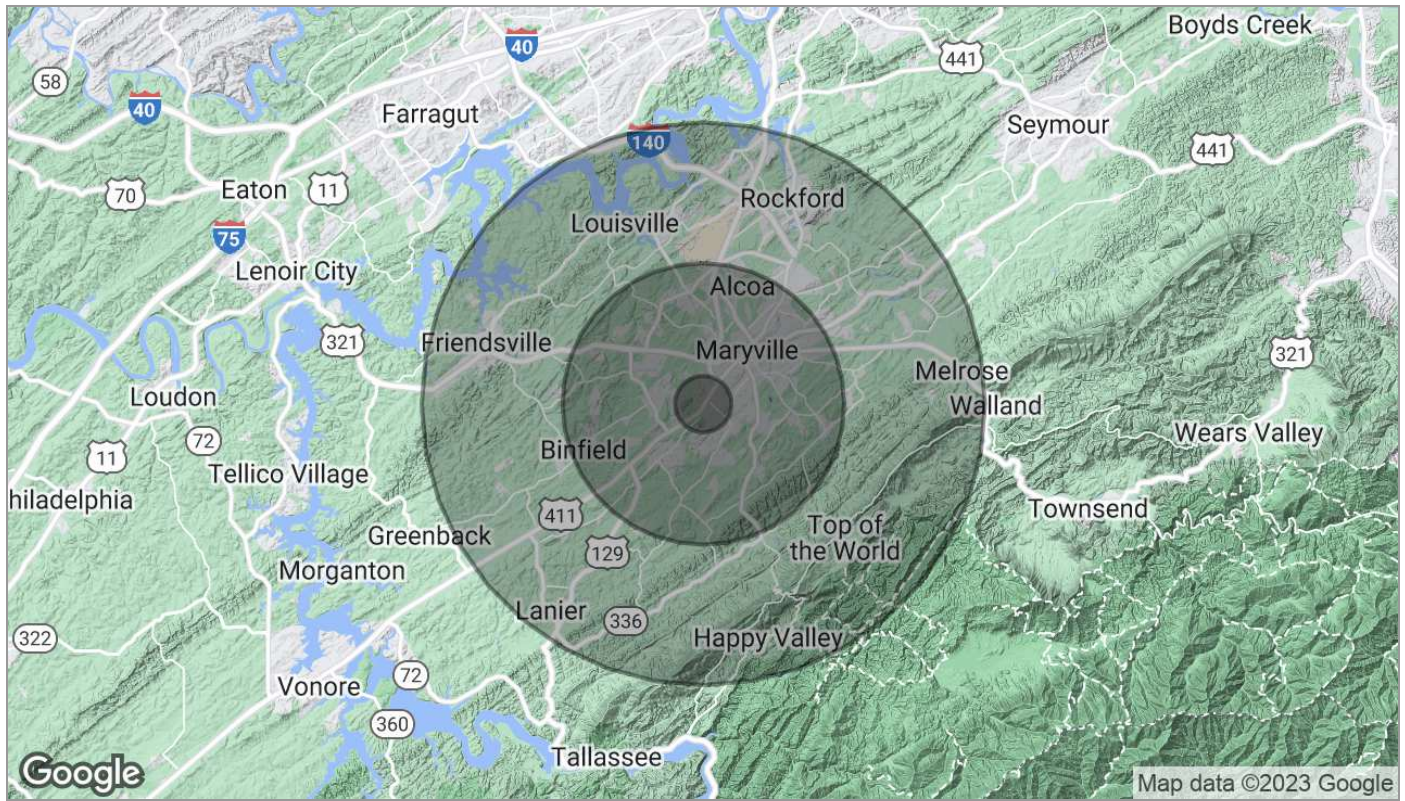 Boyds Creek
40
441
58
40
Farragut
140
Seymour
441
70
Eaton
11
Rockford
Louisville
75
Lenoir City
Alcoa
321
Friendsville
Maryville
321
Melrose
Loudon
Walland
72
Wears Valley
11
Binfield
Tellico Village
hiladelphia
411
Townsend
Greenback
Top of
the World
129
Morganton
Lanier
336
322
Happy Valley
72
Vonore
360
Tallassee
Google
Map data ©2023 Google